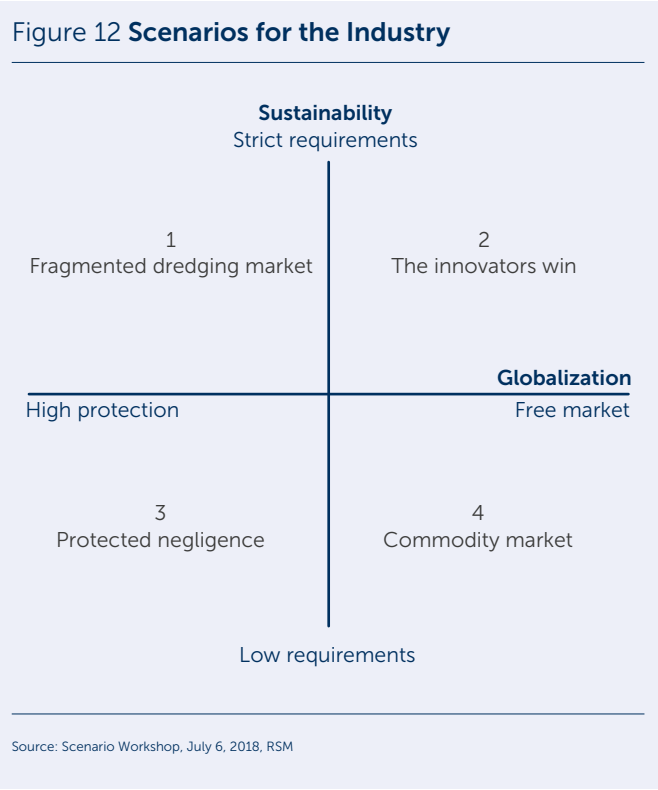 Figure 12 Scenarios for the Industry
Sustainability
Strict requirements
1
Fragmented dredging market
2
The innovators win
Globalization
High protection
Free market
3
Protected negligence
4
Commodity market
Low requirements
Source: Scenario Workshop, July 6, 2018, RSM